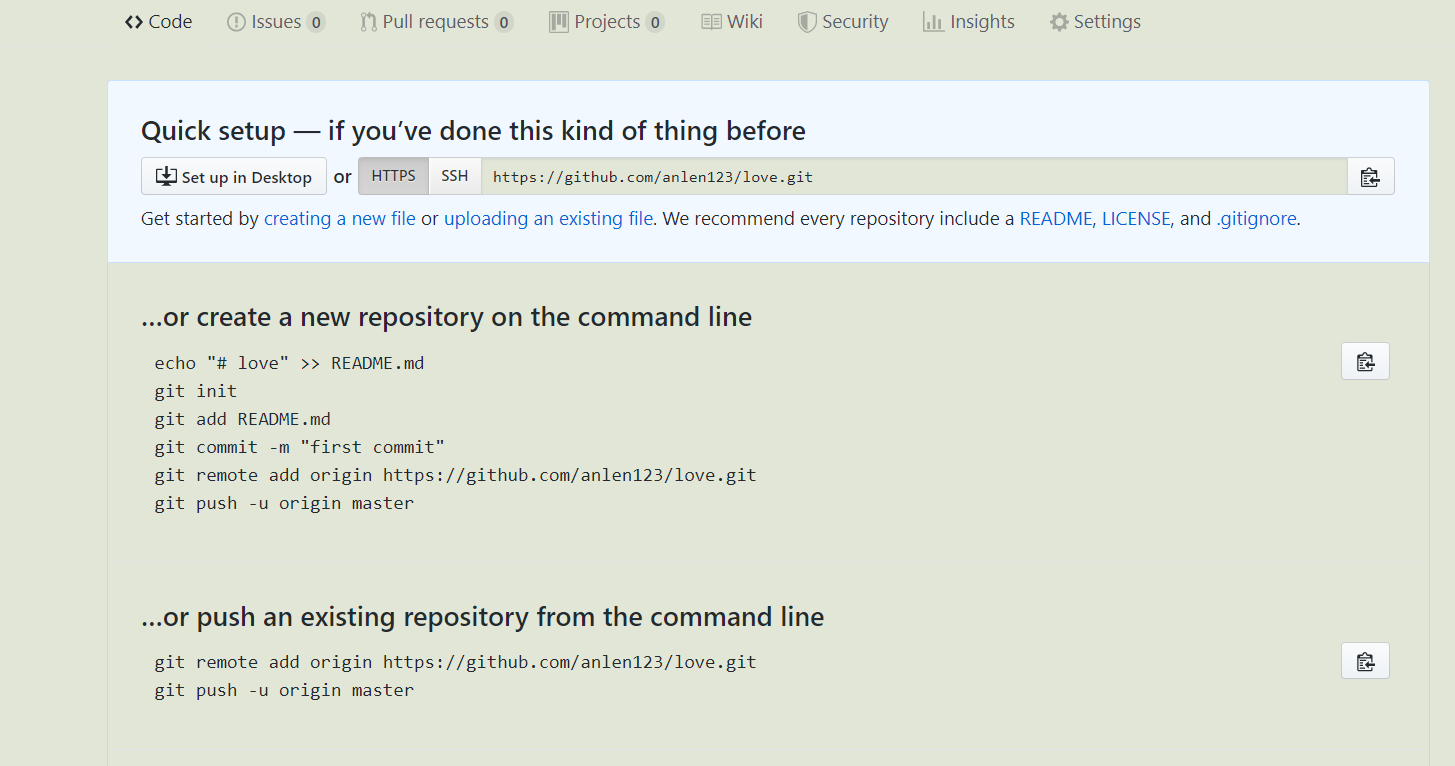 Code Issues 0 Pull requests 0 Projects 0 Wiki Security Insights Settings
Quick setup — if you’ve done this kind of thing before
Set up in Desktop or HTTPS SSH https://github.com/anlen123/love.git
Get started by creating a new file or uploading an existing file. We recommend every repository include a README, LICENSE, and .gitignore.
…or create a new repository on the command line
echo "# love" >> README.md
git init
git add README.md
git commit -m "first commit"
git remote add origin https://github.com/anlen123/love.git
git push -u origin master
…or push an existing repository from the command line
git remote add origin https://github.com/anlen123/love.git
git push -u origin master